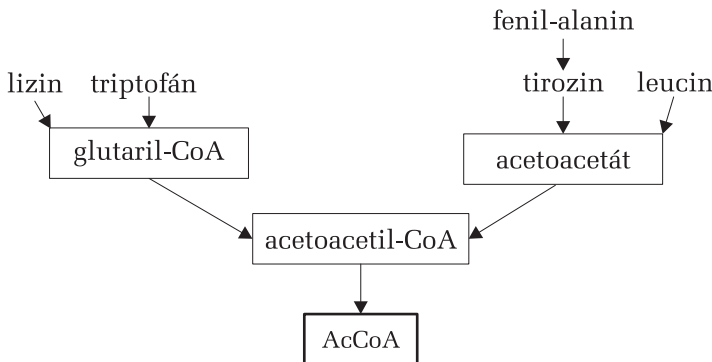 fenil-alanin
lizin triptofán tirozin leucin
glutaril-CoA acetoacetát
acetoacetil-CoA
AcCoA